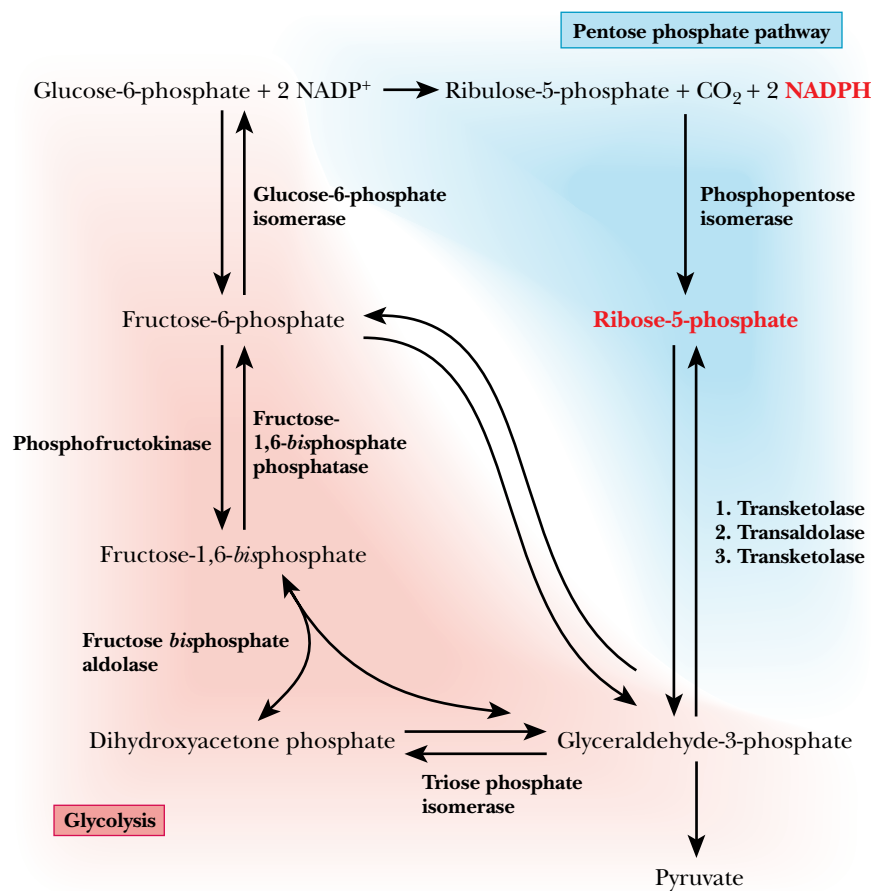 Pentose phosphate pathway
Glucose-6-phosphate + 2 NADP⁺
Ribulose-5-phosphate + CO₂ + 2 NADPH
Glucose-6-phosphate
isomerase
Phosphopentose
isomerase
Fructose-6-phosphate
Ribose-5-phosphate
Phosphofructokinase
Fructose-
1,6-bisphosphate
phosphatase
1. Transketolase
2. Transaldolase
3. Transketolase
Fructose-1,6-bisphosphate
Fructose bisphosphate
aldolase
Dihydroxyacetone phosphate
Glyceraldehyde-3-phosphate
Triose phosphate
isomerase
Glycolysis
Pyruvate